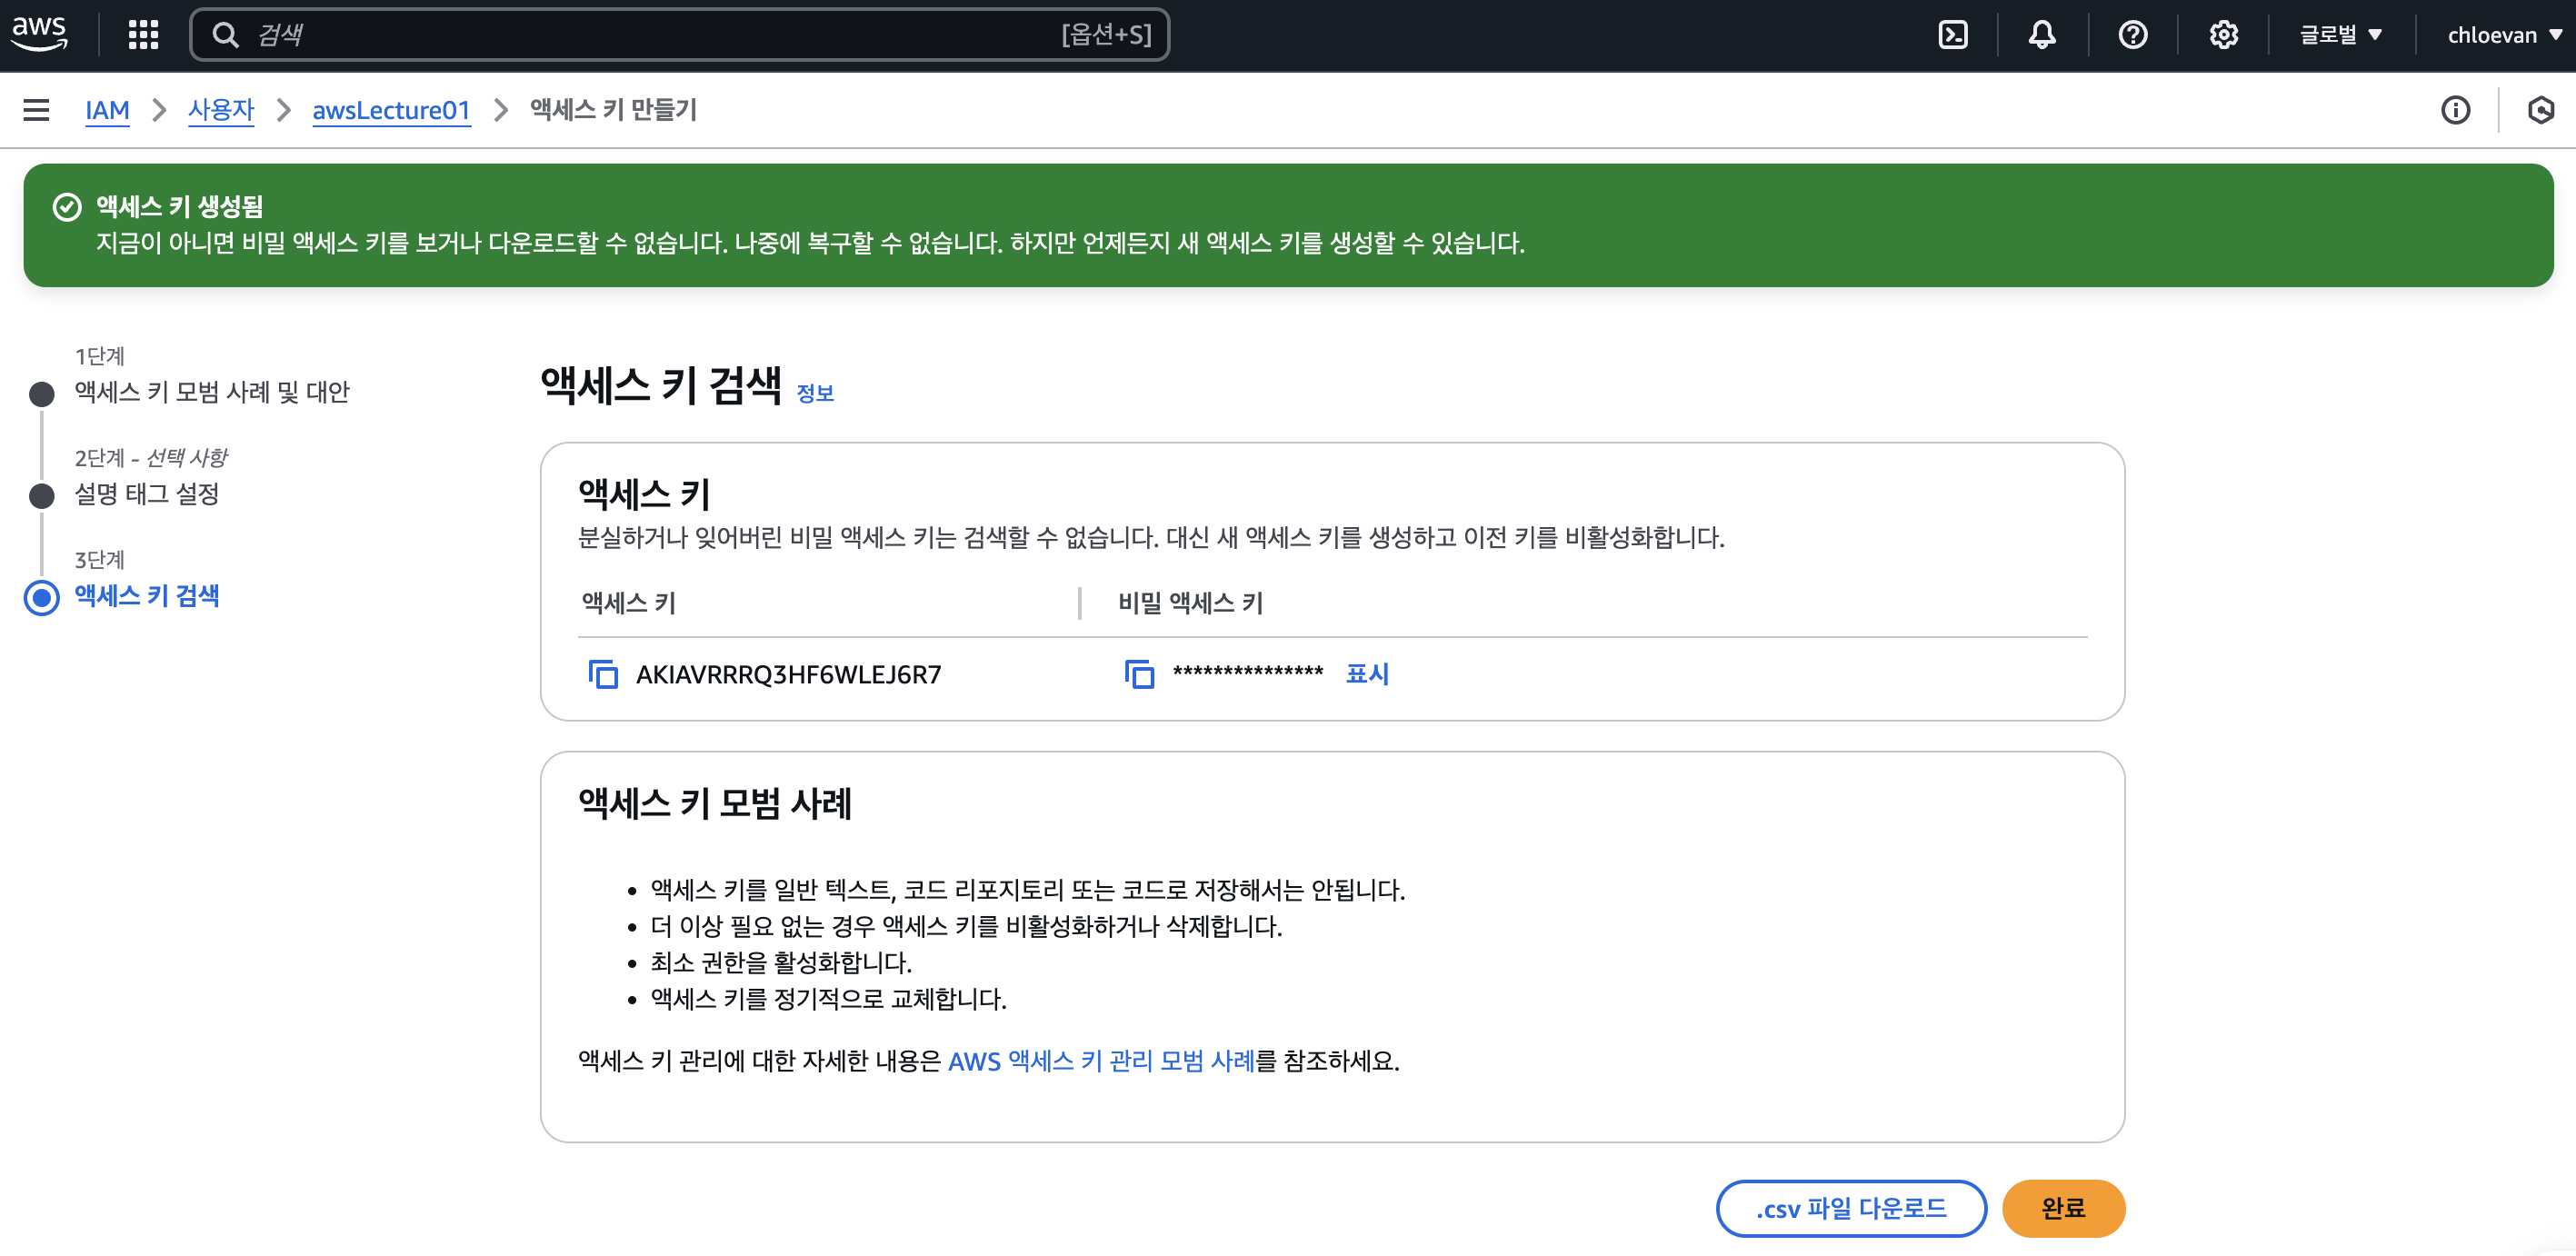 aws
검색
[옵션+S]
글로벌
chloevan
IAM > 사용자 > awsLecture01 > 액세스 키 만들기
액세스 키 생성됨
지금이 아니면 비밀 액세스 키를 보거나 다운로드할 수 없습니다. 나중에 복구할 수 없습니다. 하지만 언제든지 새 액세스 키를 생성할 수 있습니다.
1단계
액세스 키 모범 사례 및 대안
2단계 - 선택 사항
설명 태그 설정
3단계
액세스 키 검색
액세스 키 검색 정보
액세스 키
분실하거나 잊어버린 비밀 액세스 키는 검색할 수 없습니다. 대신 새 액세스 키를 생성하고 이전 키를 비활성화합니다.
액세스 키
비밀 액세스 키
AKIAVRRRQ3HF6WLEJ6R7
*************** 표시
액세스 키 모범 사례
• 액세스 키를 일반 텍스트, 코드 리포지토리 또는 코드로 저장해서는 안됩니다.
• 더 이상 필요 없는 경우 액세스 키를 비활성화하거나 삭제합니다.
• 최소 권한을 활성화합니다.
• 액세스 키를 정기적으로 교체합니다.
액세스 키 관리에 대한 자세한 내용은 AWS 액세스 키 관리 모범 사례를 참조하세요.
.csv 파일 다운로드
완료